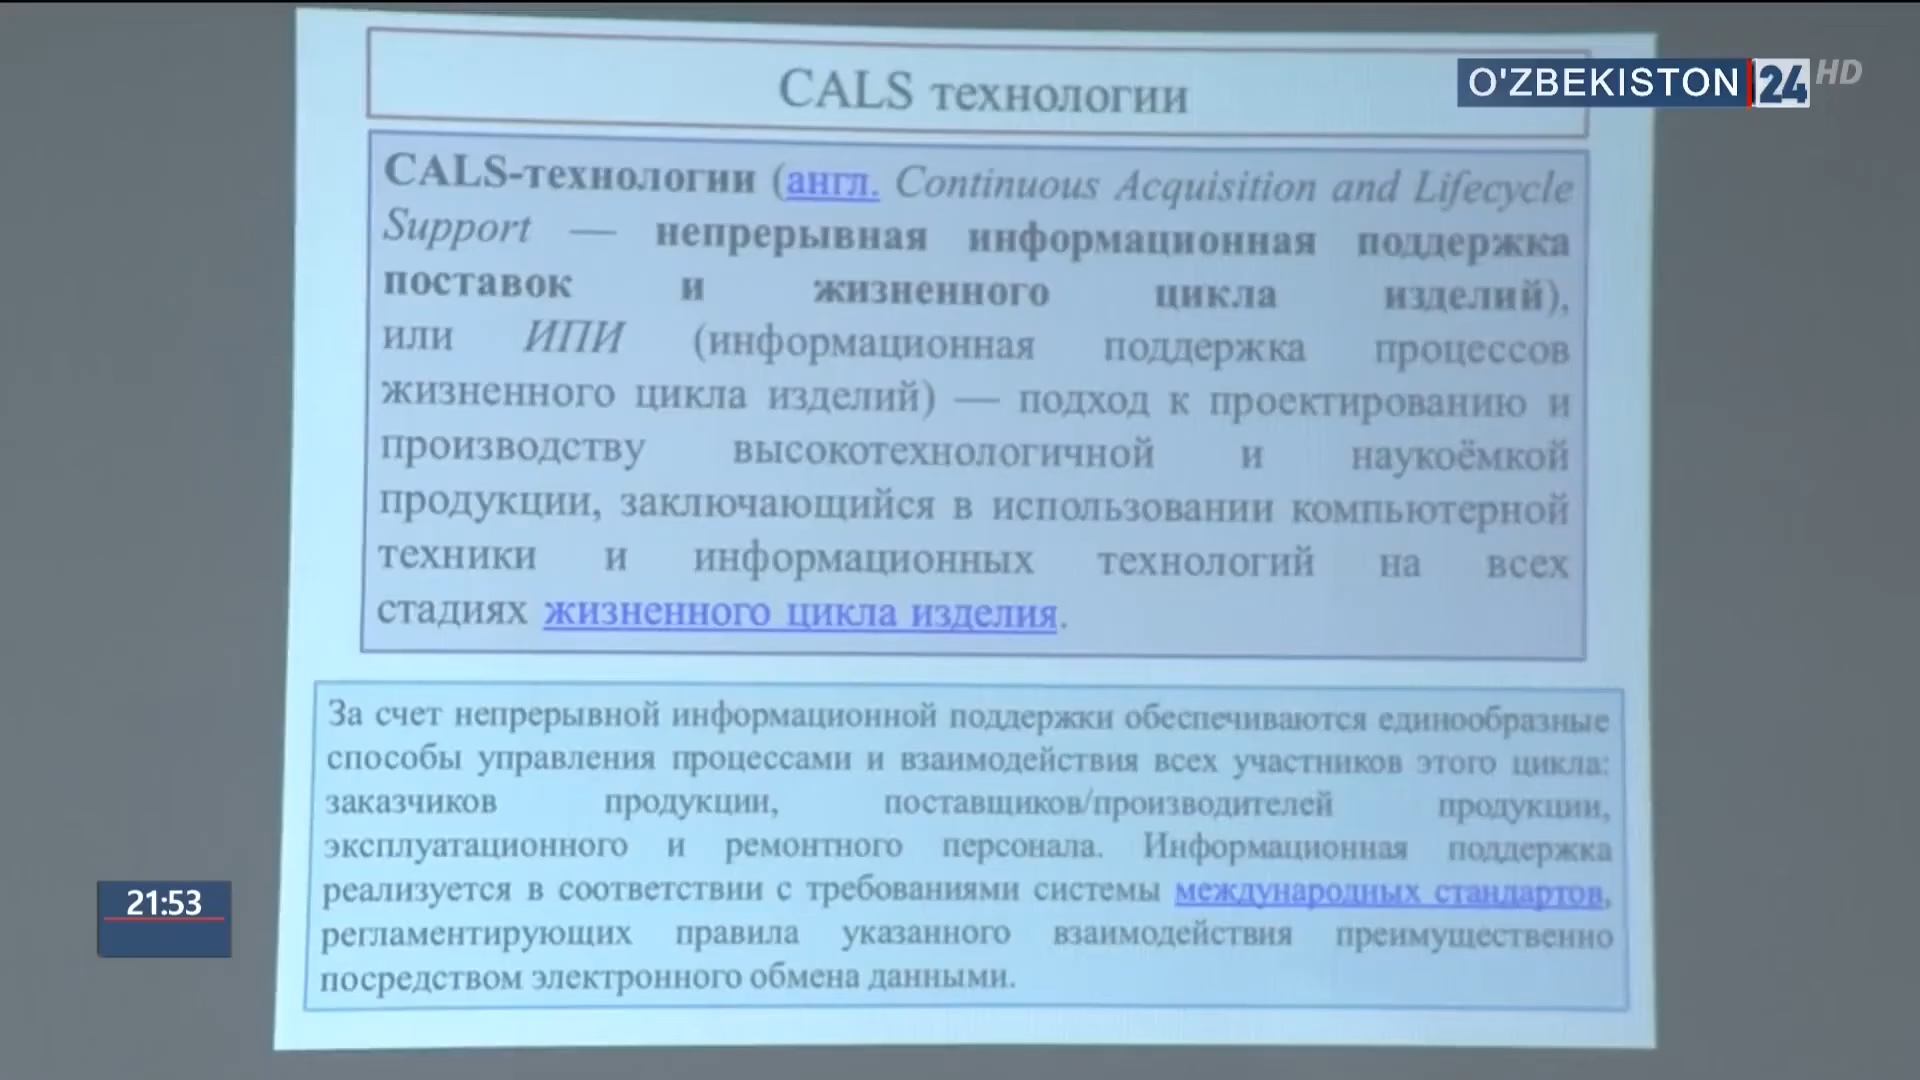 CALS технологии
O'ZBEKISTON 24 HD
CALS-технологии (англ. Continuous Acquisition and Lifecycle
Support — непрерывная информационная поддержка
поставок и жизненного цикла изделий),
или ИПИ (информационная поддержка процессов
жизненного цикла изделий) — подход к проектированию и
производству высокотехнологичной и наукоёмкой
продукции, заключающийся в использовании компьютерной
техники и информационных технологий на всех
стадиях жизненного цикла изделия.
За счет непрерывной информационной поддержки обеспечиваются единообразные
способы управления процессами и взаимодействия всех участников этого цикла:
заказчиков продукции, поставщиков/производителей продукции,
эксплуатационного и ремонтного персонала. Информационная поддержка
реализуется в соответствии с требованиями системы международных стандартов,
регламентирующих правила указанного взаимодействия преимущественно
посредством электронного обмена данными.
21:53